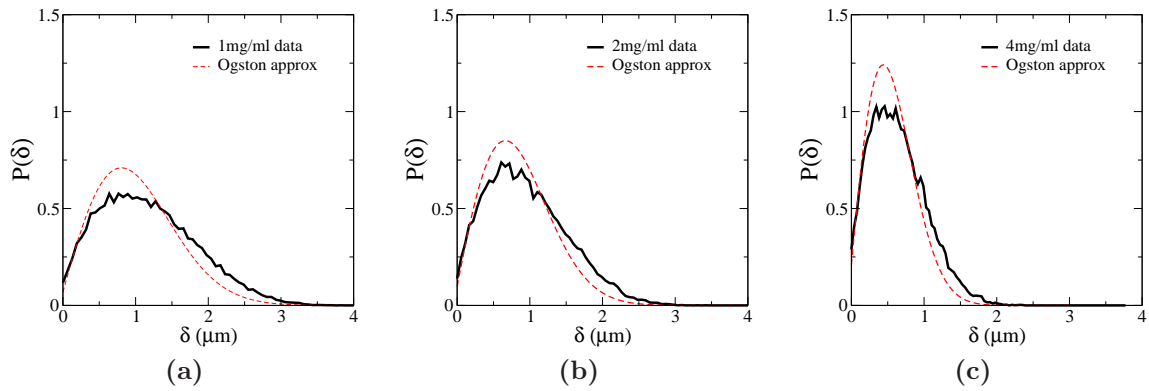 1mg/ml data
Ogston approx
P(δ)
1.5
1
0.5
0
0 1 2 3 4
δ (μm)
(a)
2mg/ml data
Ogston approx
P(δ)
1.5
1
0.5
0
0 1 2 3 4
δ (μm)
(b)
4mg/ml data
Ogston approx
P(δ)
1.5
1
0.5
0
0 1 2 3 4
δ (μm)
(c)